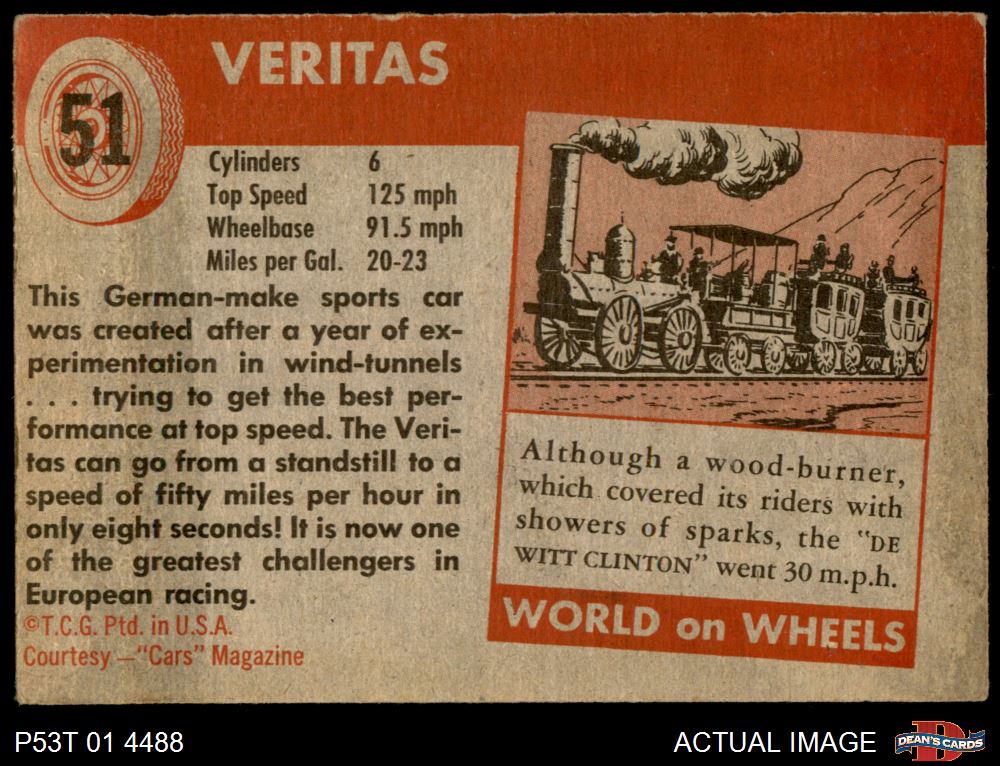 VERITAS
51
Cylinders 6
Top Speed 125 mph
Wheelbase 91.5 mph
Miles per Gal. 20-23
This German-make sports car
was created after a year of ex-
perimentation in wind-tunnels
. . . trying to get the best per-
formance at top speed. The Veri-
tas can go from a standstill to a
speed of fifty miles per hour in
only eight seconds! It is now one
of the greatest challengers in
European racing.
©T.C.G. Ptd. in U.S.A.
Courtesy —"Cars" Magazine
Although a wood-burner,
which covered its riders with
showers of sparks, the "DE
WITT CLINTON" went 30 m.p.h.
WORLD on WHEELS
P53T 01 4488
ACTUAL IMAGE
DEAN'S CARDS